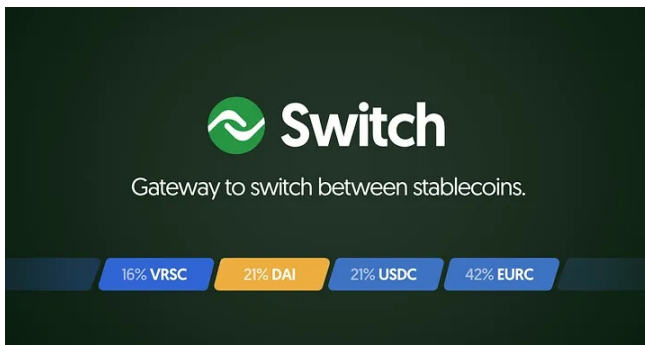 Switch
Gateway to switch between stablecoins.
16% VRSC 21% DAI 21% USDC 42% EURC